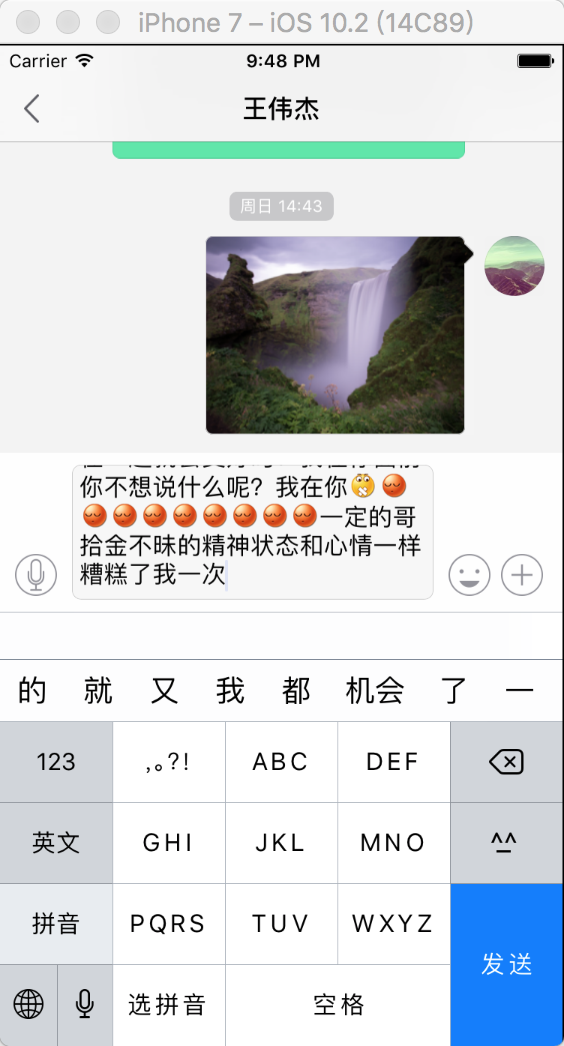 iPhone 7 – iOS 10.2 (14C89)
Carrier 9:48 PM
王伟杰
周日 14:43
你不想说什么呢？我在你
一定的哥
拾金不昧的精神状态和心情一样
糟糕了我一次
的 就 又 我 都 机会 了 一
123 ,。?! ABC DEF
英文 GHI JKL MNO ^^
拼音 PQRS TUV WXYZ
发送
选拼音 空格